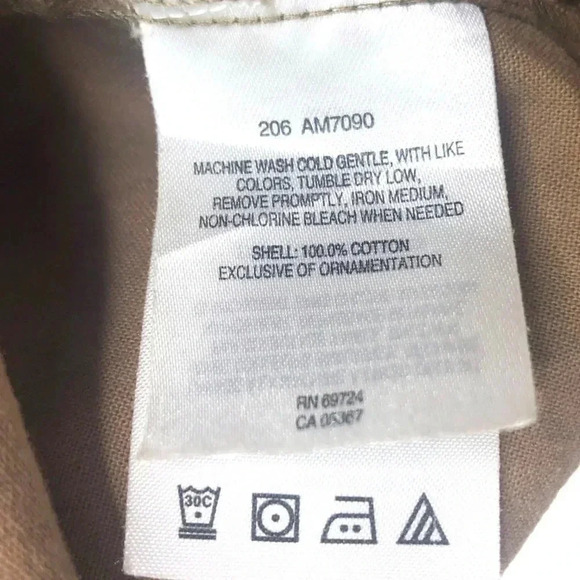 206 AM7090
MACHINE WASH COLD GENTLE, WITH LIKE
COLORS, TUMBLE DRY LOW,
REMOVE PROMPTLY, IRON MEDIUM,
NON-CHLORINE BLEACH WHEN NEEDED
SHELL: 100.0% COTTON
EXCLUSIVE OF ORNAMENTATION
RN 69724
CA 05367
30C